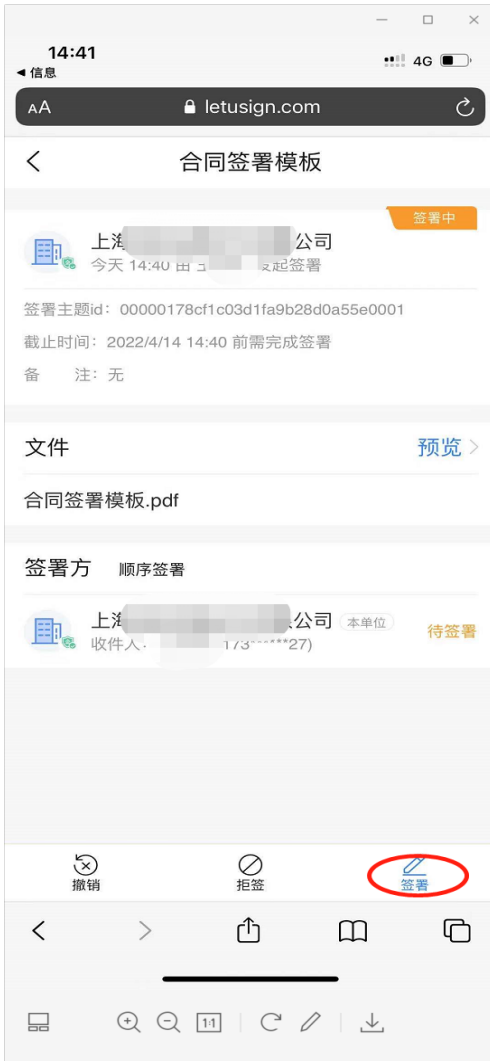 14:41
信息
4G
AA letusign.com
合同签署模板
签署中
上海 公司
今天 14:40 由 发起签署
签署主题id：00000178cf1c03d1fa9b28d0a55e0001
截止时间：2022/4/14 14:40 前需完成签署
备 注：无
文件 预览
合同签署模板.pdf
签署方 顺序签署
上海 公司 本单位
待签署
收件人: 173******27)
撤销 拒签 签署
1:1